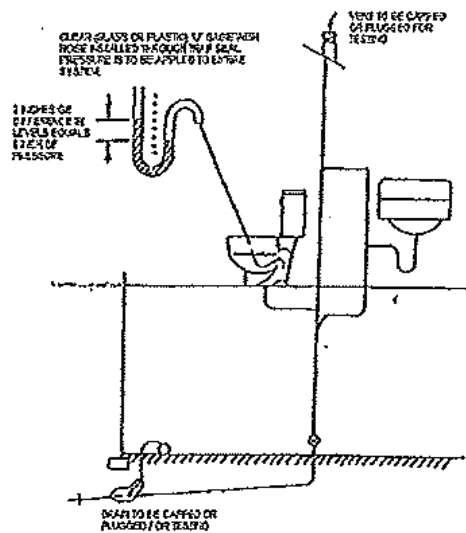 VENT TO BE CAPPED
OR PLUGGED FOR
TESTING
CLEAR GLASS OR PLASTIC "U" GAGE WITH
HOSE INSTALLED THROUGH TRAP SEAL
PRESSURE IS TO BE APPLIED TO ENTIRE
SYSTEM
INCHES OF
DIFFERENCE IN
LEVELS EQUALS
INCH OF
PRESSURE
DRAIN TO BE CAPPED OR
PLUGGED FOR TESTING